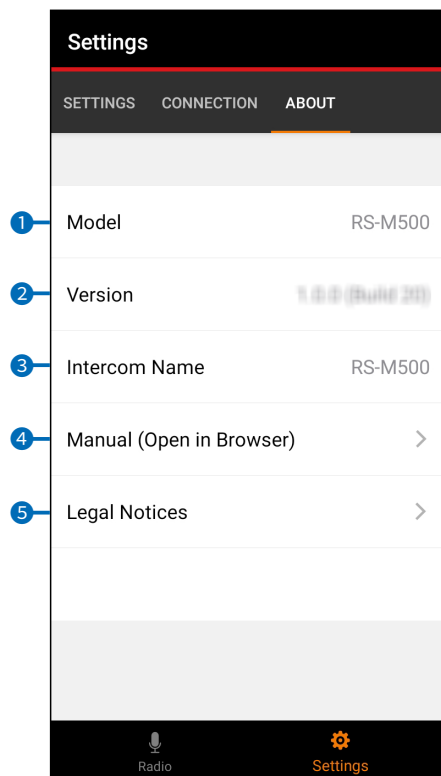 Settings
SETTINGS CONNECTION ABOUT
1 Model RS-M500
2 Version
3 Intercom Name RS-M500
4 Manual (Open in Browser)
5 Legal Notices
Radio Settings